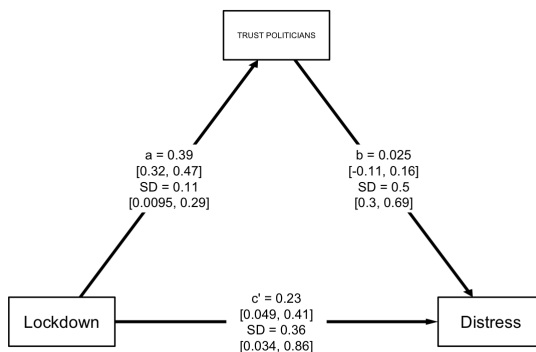 TRUST POLITICIANS
a = 0.39
[0.32, 0.47]
SD = 0.11
[0.0095, 0.29]
b = 0.025
[-0.11, 0.16]
SD = 0.5
[0.3, 0.69]
Lockdown
c' = 0.23
[0.049, 0.41]
SD = 0.36
[0.034, 0.86]
Distress